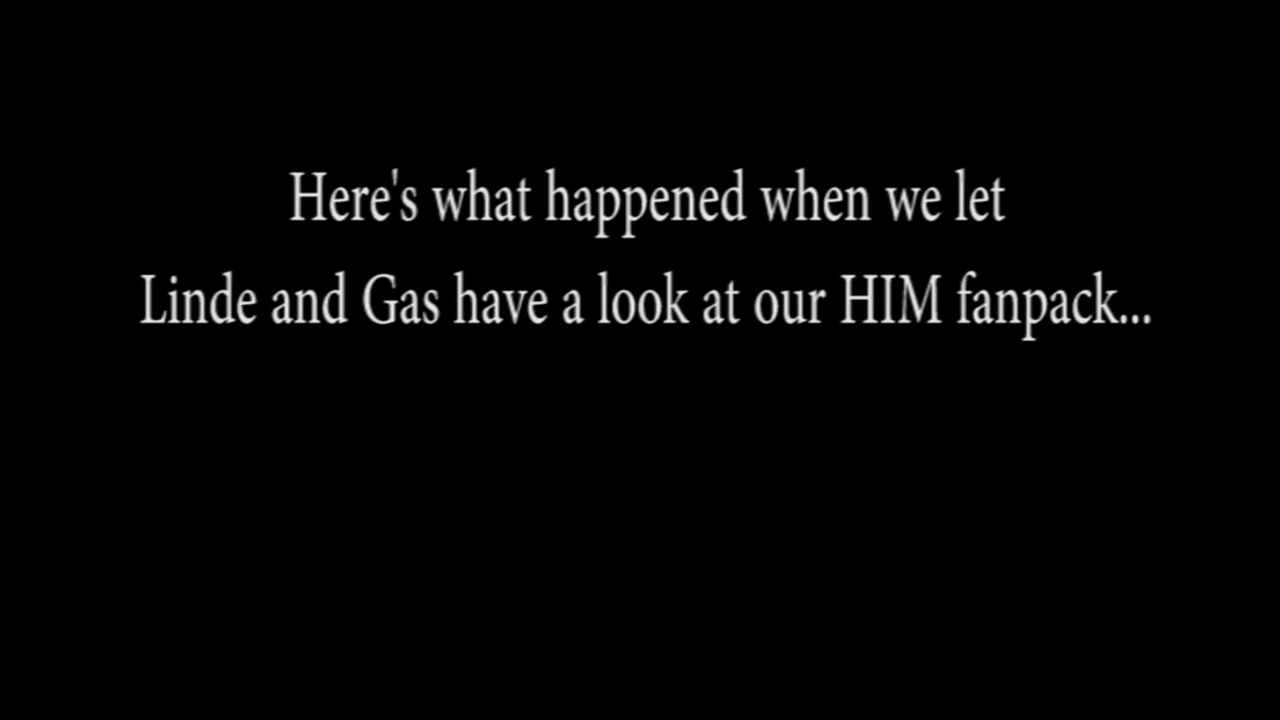 Here's what happened when we let
Linde and Gas have a look at our HIM fanpack...